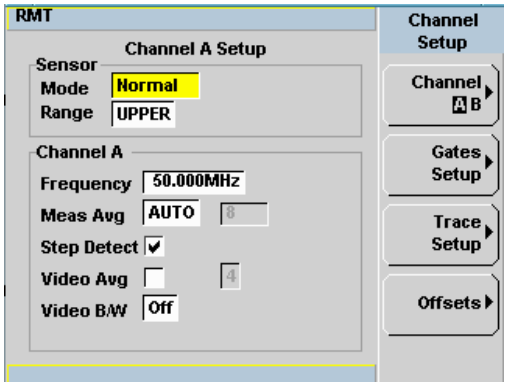 RMT
Channel A Setup
Sensor
Mode Normal
Range UPPER
Channel A
Frequency 50.000MHz
Meas Avg AUTO 8
Step Detect
Video Avg 4
Video B/W Off
Channel
Setup
Channel
A B
Gates
Setup
Trace
Setup
Offsets